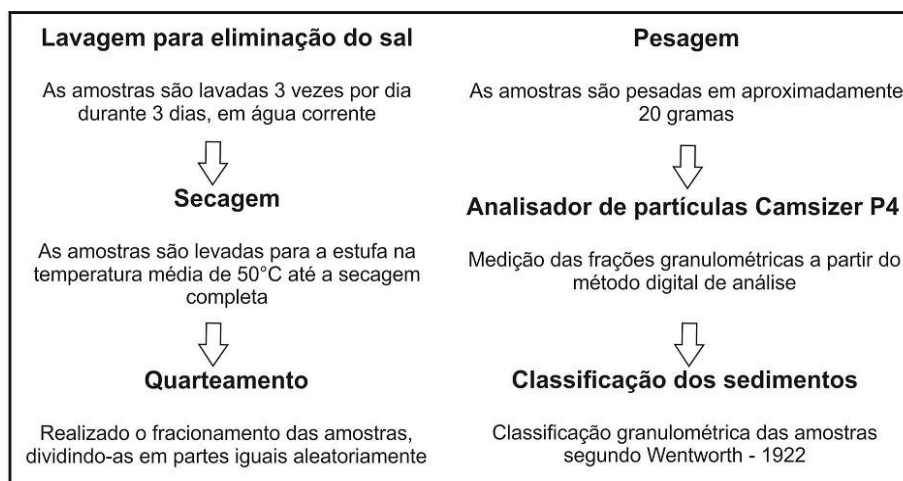 Lavagem para eliminação do sal
As amostras são lavadas 3 vezes por dia
durante 3 dias, em água corrente
Secagem
As amostras são levadas para a estufa na
temperatura média de 50°C até a secagem
completa
Quarteamento
Realizado o fracionamento das amostras,
dividindo-as em partes iguais aleatoriamente
Pesagem
As amostras são pesadas em aproximadamente
20 gramas
Analisador de partículas Camsizer P4
Medição das frações granulométricas a partir do
método digital de análise
Classificação dos sedimentos
Classificação granulométrica das amostras
segundo Wentworth - 1922